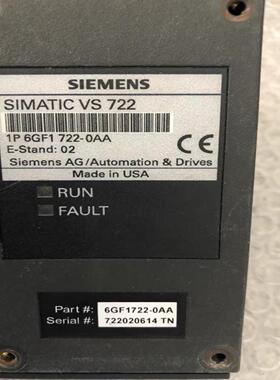 SIEMENS
SIMATIC VS 722
1P 6GF1 722-0AA
E-Stand: 02
CE
Siemens AG/Automation & Drives
Made in USA
RUN
FAULT
Part #: 6GF1722-0AA
Serial #: 722020614 TN